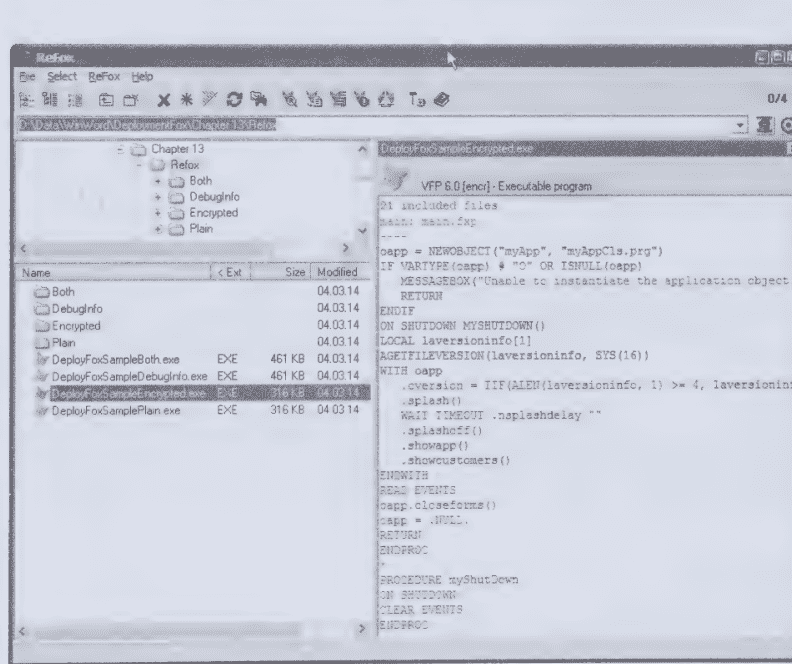 ReFox
File Select ReFox Help
0/4
DeployFoxSampleEncrypted.exe
Chapter 13
Refox
Both
DebugInfo
Encrypted
Plain
VFP 6.0 [encr] - Executable program
21 included files
main: main.fxp
----
oapp = NEWOBJECT("myApp", "myAppCls.prg")
IF VARTYPE(oapp) # "O" OR ISNULL(oapp)
MESSAGEBOX("Unable to instantiate the application object
RETURN
ENDIF
ON SHUTDOWN MYSHUTDOWN()
LOCAL laversioninfo[1]
AGETFILEVERSION(laversioninfo, SYS(16))
WITH oapp
.cversion = IIF(ALEN(laversioninfo, 1) >= 4, laversioninf
.splash()
WAIT TIMEOUT .nsplashdelay ""
.splashoff()
.showapp()
.showcustomers()
ENDWITH
READ EVENTS
oapp.closeforms()
oapp = .NULL.
RETURN
ENDPROC
*
PROCEDURE myShutDown
ON SHUTDOWN
CLEAR EVENTS
ENDPROC
Name < Ext Size Modified
Both 04.03.14
DebugInfo 04.03.14
Encrypted 04.03.14
Plain 04.03.14
DeployFoxSampleBoth.exe EXE 461 KB 04.03.14
DeployFoxSampleDebugInfo.exe EXE 461 KB 04.03.14
DeployFoxSampleEncrypted.exe EXE 316 KB 04.03.14
DeployFoxSamplePlain.exe EXE 316 KB 04.03.14